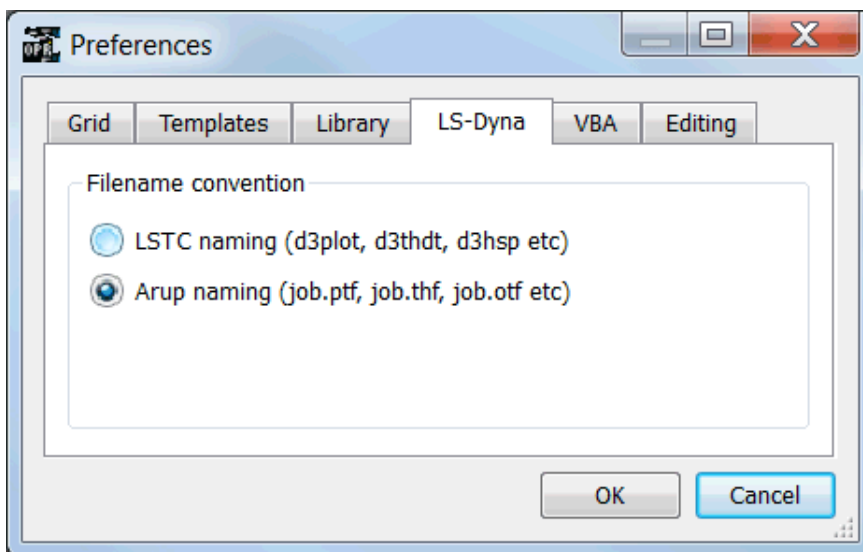 Preferences
Grid Templates Library LS-Dyna VBA Editing
Filename convention
LSTC naming (d3plot, d3thdt, d3hsp etc)
Arup naming (job.ptf, job.thf, job.otf etc)
OK Cancel